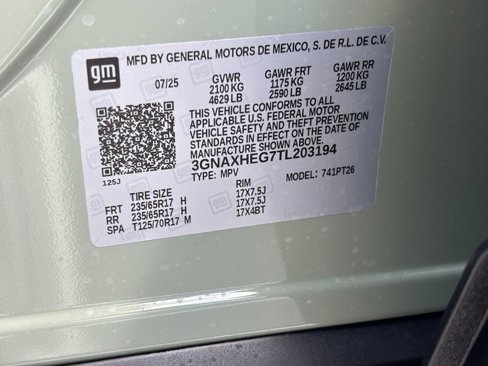 gm
MFD BY GENERAL MOTORS DE MEXICO, S. DE R.L. DE C.V.
07/25 GVWR GAWR FRT GAWR RR
2100 KG 1175 KG 1200 KG
4629 LB 2590 LB 2645 LB
THIS VEHICLE CONFORMS TO ALL
APPLICABLE U.S. FEDERAL MOTOR
VEHICLE SAFETY AND THEFT PREVENTION
STANDARDS IN EFFECT ON THE DATE OF
MANUFACTURE SHOWN ABOVE.
3GNAXHEG7TL203194
125J TYPE: MPV MODEL: 741PT26
TIRE SIZE RIM
FRT 235/65R17 H 17X7.5J
RR 235/65R17 H 17X7.5J
SPA T125/70R17 M 17X4BT